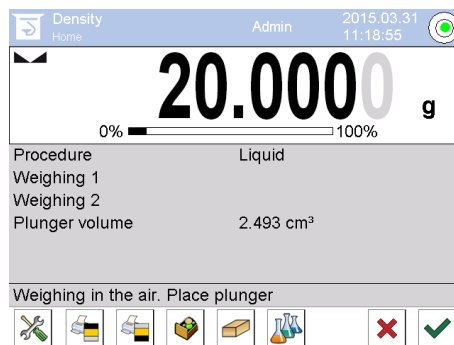 Density
Home
Admin
2015.03.31
11:18:55
20.0000 g
0% 100%
Procedure Liquid
Weighing 1
Weighing 2
Plunger volume 2.493 cm³
Weighing in the air. Place plunger